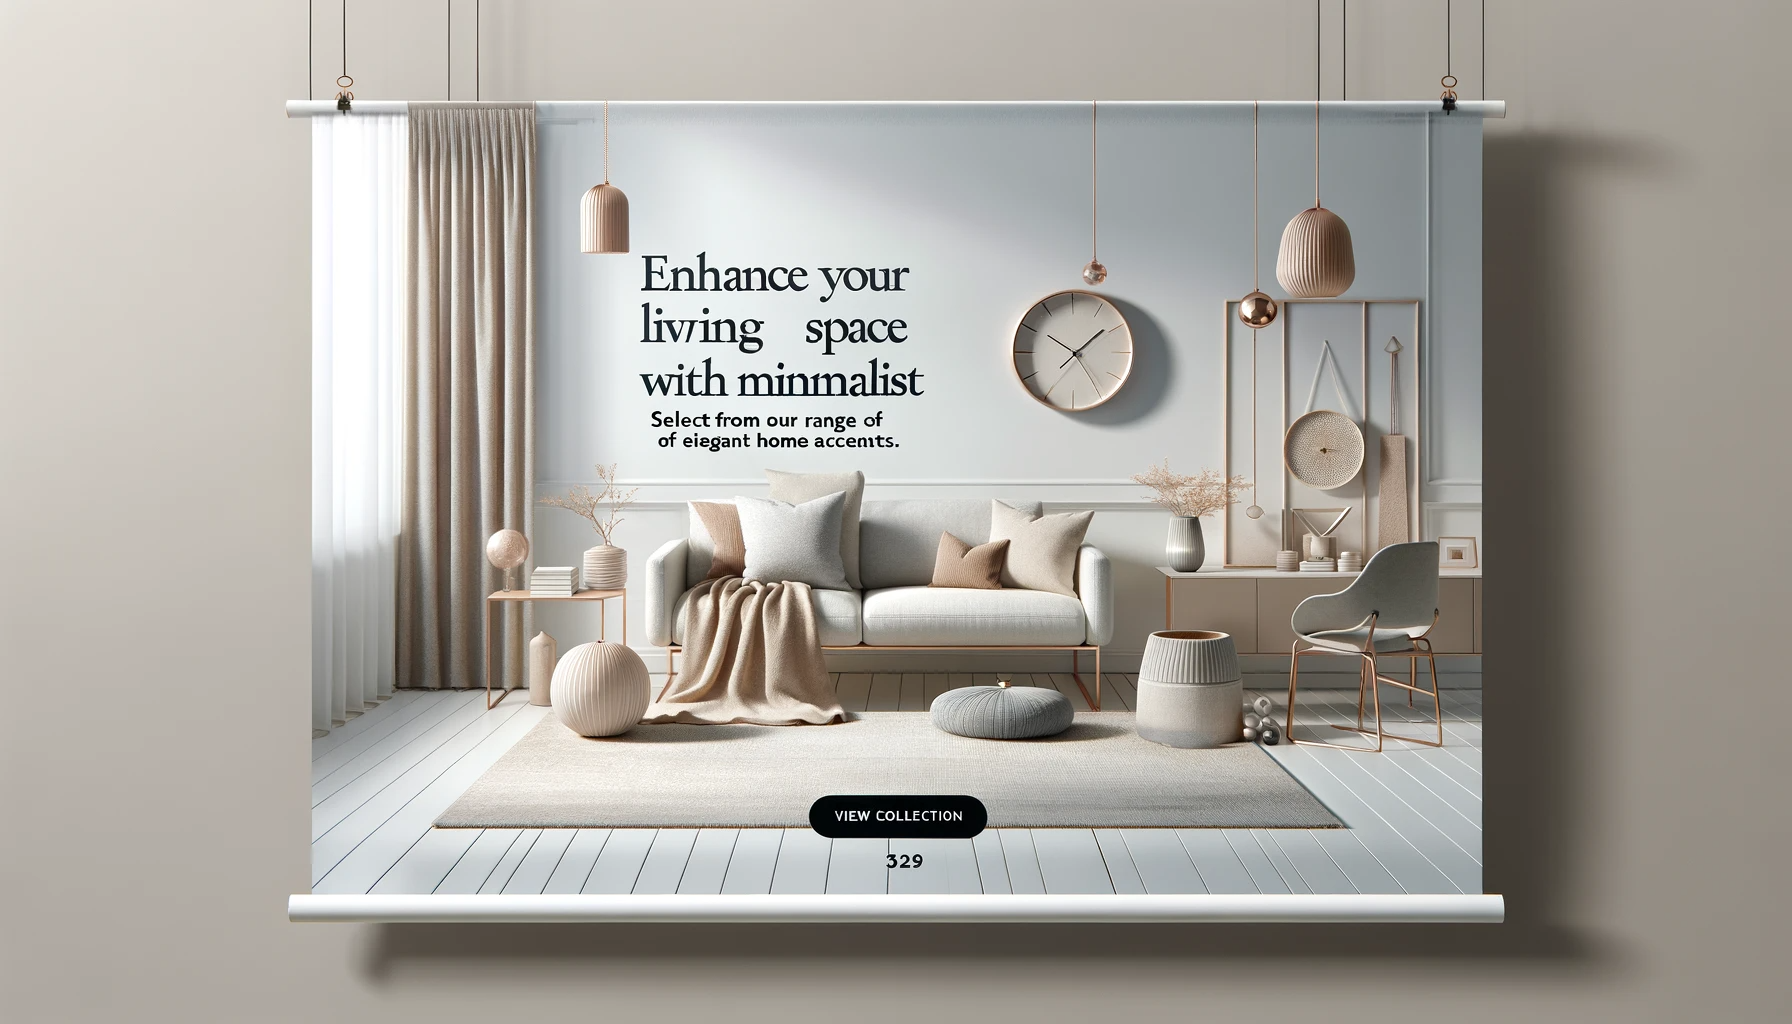 Enhance your
living space
with minmalist
Select from our range of
of eiegant home accents.
VIEW COLLECTION
329